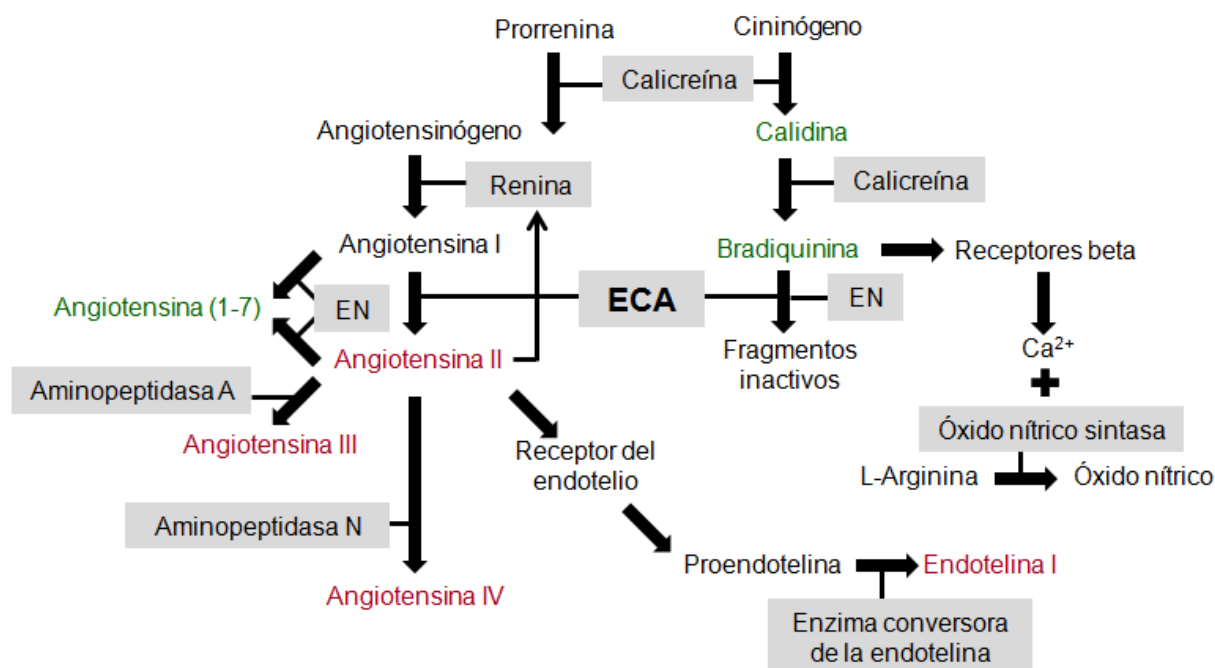 Prorrenina
Cininógeno
Calicreína
Angiotensinógeno
Calidina
Renina
Calicreína
Angiotensina I
Bradiquinina
Receptores beta
Angiotensina (1-7)
EN
ECA
EN
Angiotensina II
Fragmentos
inactivos
Ca²⁺
Aminopeptidasa A
Óxido nítrico sintasa
Angiotensina III
Receptor del
endotelio
L-Arginina
Óxido nítrico
Aminopeptidasa N
Proendotelina
Endotelina I
Angiotensina IV
Enzima conversora
de la endotelina